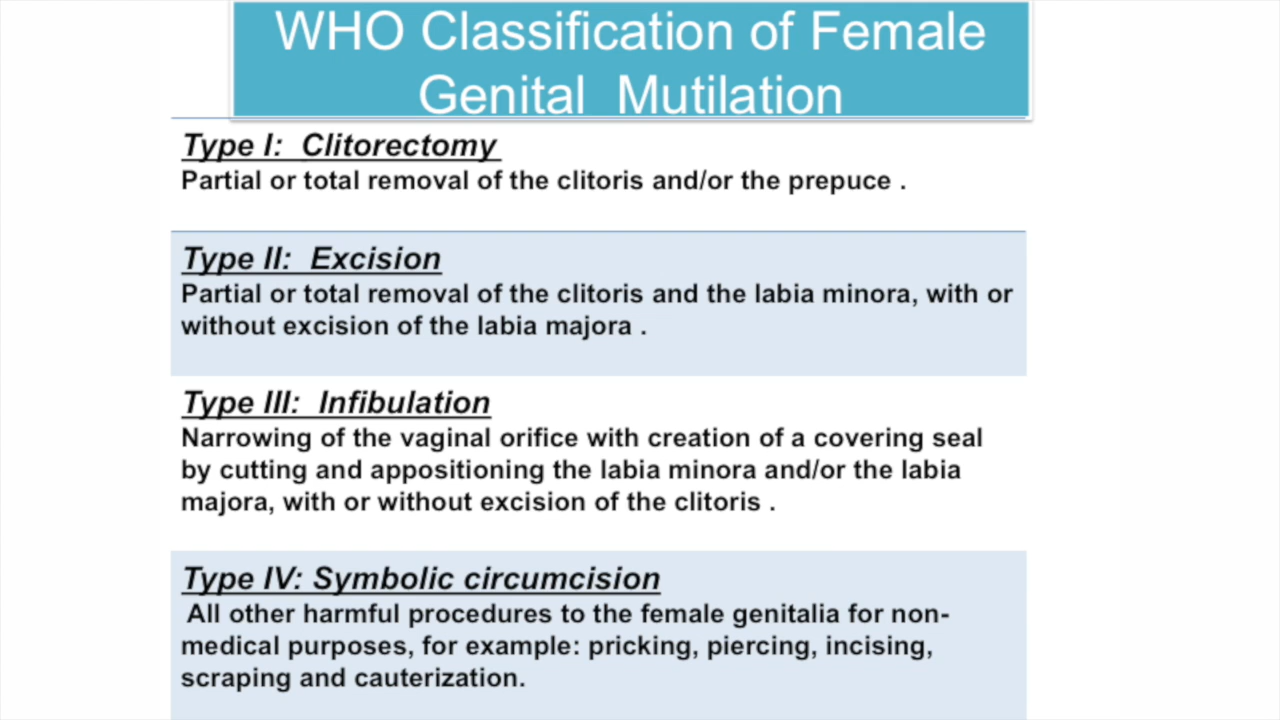 WHO Classification of Female
Genital Mutilation
Type I: Clitorectomy
Partial or total removal of the clitoris and/or the prepuce .
Type II: Excision
Partial or total removal of the clitoris and the labia minora, with or
without excision of the labia majora .
Type III: Infibulation
Narrowing of the vaginal orifice with creation of a covering seal
by cutting and appositioning the labia minora and/or the labia
majora, with or without excision of the clitoris .
Type IV: Symbolic circumcision
All other harmful procedures to the female genitalia for non-
medical purposes, for example: pricking, piercing, incising,
scraping and cauterization.